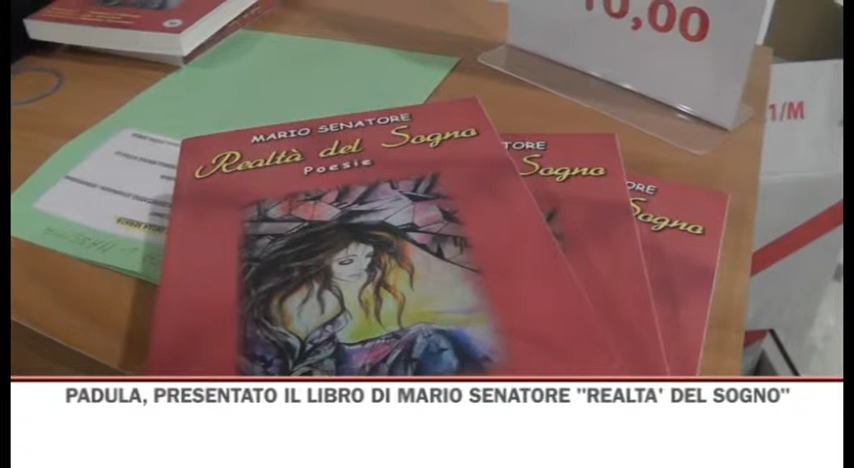 10,00
1/M
MARIO SENATORE
Realtà del Sogno
Poesie
TORE
Sogno
ORE
Sogno
PADULA, PRESENTATO IL LIBRO DI MARIO SENATORE "REALTA' DEL SOGNO"